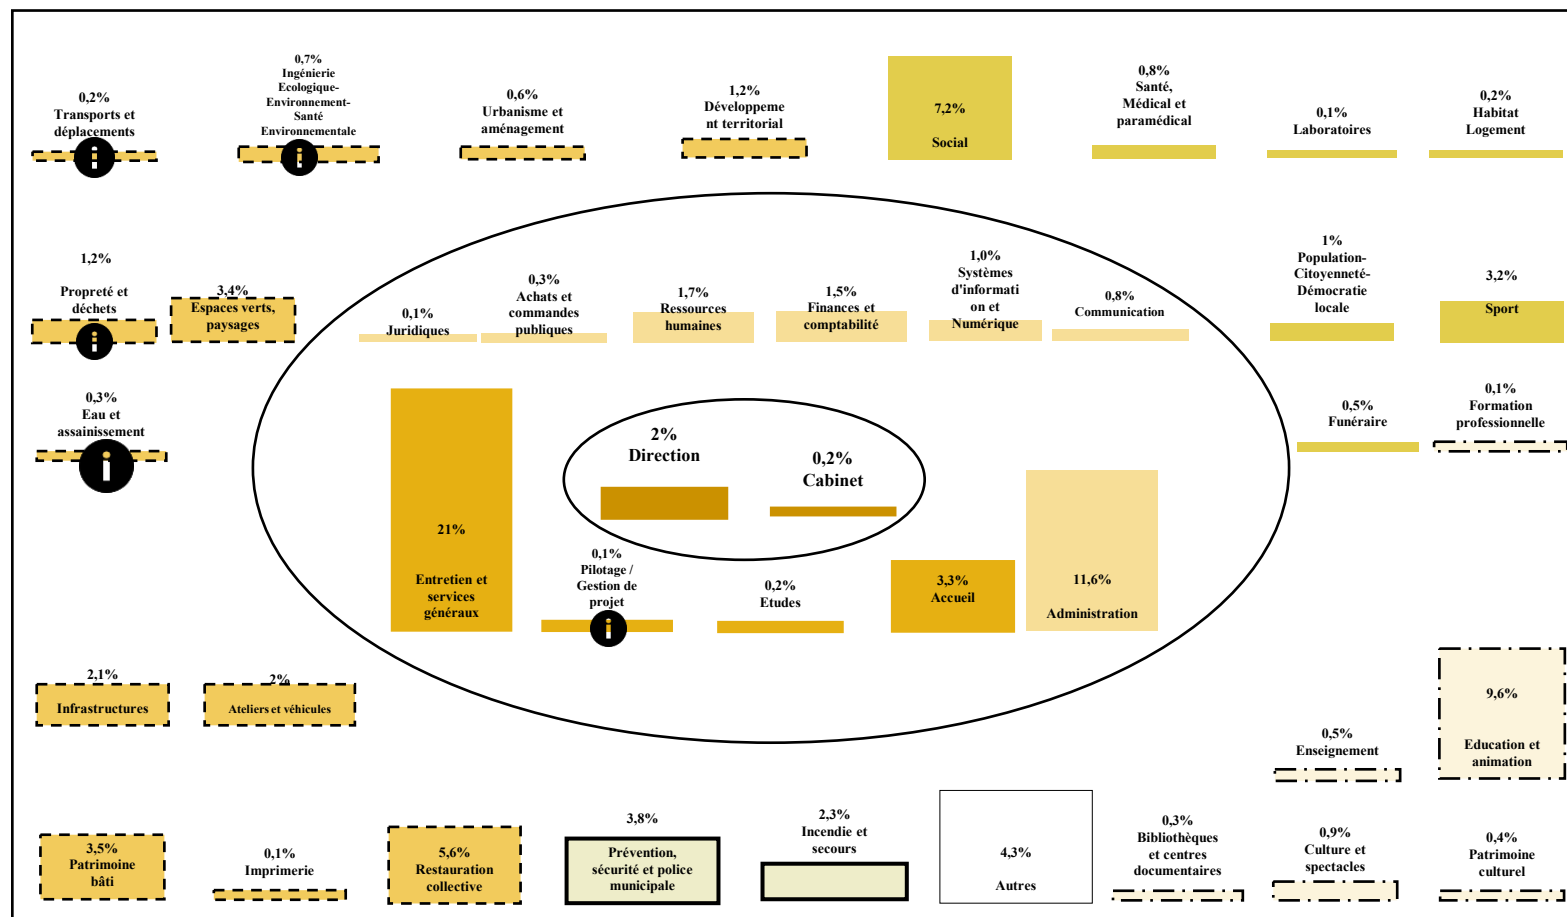 0,2%
Transports et
déplacements
0,7%
Ingénierie
Ecologique-
Environnement-
Santé
Environnementale
0,6%
Urbanisme et
aménagement
1,2%
Développeme
nt territorial
7,2%
Social
0,8%
Santé,
Médical et
paramédical
0,1%
Laboratoires
0,2%
Habitat
Logement
1,2%
Propreté et
déchets
3,4%
Espaces verts,
paysages
0,1%
Juridiques
0,3%
Achats et
commandes
publiques
1,7%
Ressources
humaines
1,5%
Finances et
comptabilité
1,0%
Systèmes
d'informati
on et
Numérique
0,8%
Communication
1%
Population-
Citoyenneté-
Démocratie
locale
3,2%
Sport
0,3%
Eau et
assainissement
2%
Direction
0,2%
Cabinet
0,5%
Funéraire
0,1%
Formation
professionnelle
21%
Entretien et
services
généraux
0,1%
Pilotage /
Gestion de
projet
0,2%
Etudes
3,3%
Accueil
11,6%
Administration
2,1%
Infrastructures
2%
Ateliers et véhicules
0,5%
Enseignement
9,6%
Education et
animation
3,5%
Patrimoine
bâti
0,1%
Imprimerie
5,6%
Restauration
collective
3,8%
Prévention,
sécurité et police
municipale
2,3%
Incendie et
secours
4,3%
Autres
0,3%
Bibliothèques
et centres
documentaires
0,9%
Culture et
spectacles
0,4%
Patrimoine
culturel